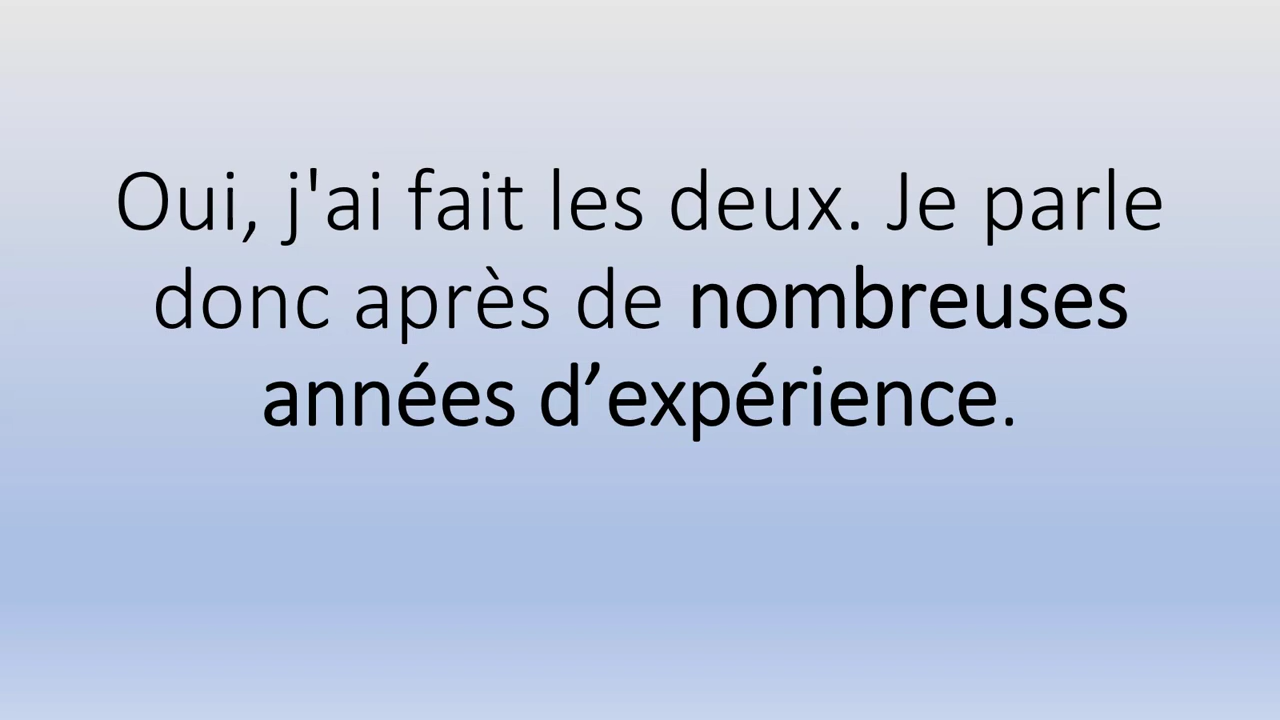 Oui, j'ai fait les deux. Je parle
donc après de nombreuses
années d’expérience.